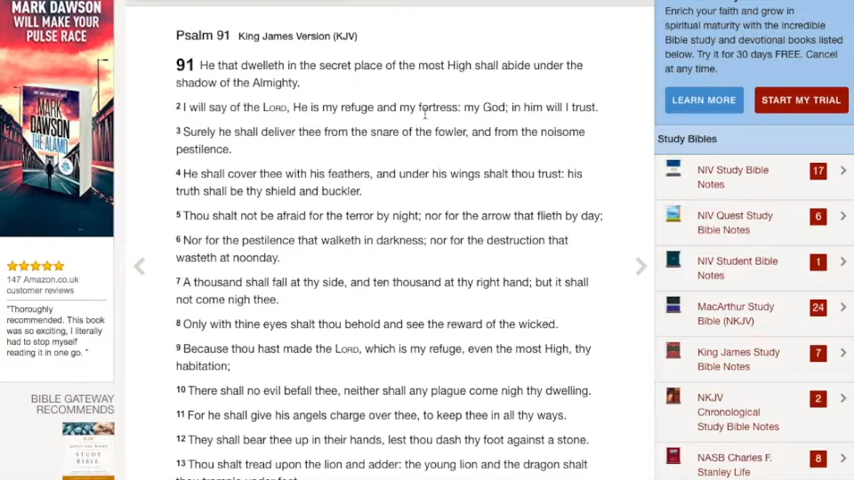 MARK DAWSON
WILL MAKE YOUR
PULSE RACE
MARK
DAWSON
THE ALAMO
147 Amazon.co.uk
customer reviews
"Thoroughly
recommended. This book
was so exciting, I literally
had to stop myself
reading it in one go. "
BIBLE GATEWAY
RECOMMENDS
STUDY
BIBLE
Psalm 91 King James Version (KJV)
91 He that dwelleth in the secret place of the most High shall abide under the
shadow of the Almighty.
2 I will say of the LORD, He is my refuge and my fortress: my God; in him will I trust.
3 Surely he shall deliver thee from the snare of the fowler, and from the noisome
pestilence.
4 He shall cover thee with his feathers, and under his wings shalt thou trust: his
truth shall be thy shield and buckler.
5 Thou shalt not be afraid for the terror by night; nor for the arrow that flieth by day;
6 Nor for the pestilence that walketh in darkness; nor for the destruction that
wasteth at noonday.
7 A thousand shall fall at thy side, and ten thousand at thy right hand; but it shall
not come nigh thee.
8 Only with thine eyes shalt thou behold and see the reward of the wicked.
9 Because thou hast made the LORD, which is my refuge, even the most High, thy
habitation;
10 There shall no evil befall thee, neither shall any plague come nigh thy dwelling.
11 For he shall give his angels charge over thee, to keep thee in all thy ways.
12 They shall bear thee up in their hands, lest thou dash thy foot against a stone.
13 Thou shalt tread upon the lion and adder: the young lion and the dragon shalt
thou trample under feet.
Enrich your faith and grow in
spiritual maturity with the incredible
Bible study and devotional books listed
below. Try it for 30 days FREE. Cancel
at any time.
LEARN MORE
START MY TRIAL
Study Bibles
NIV Study Bible
Notes
17
NIV Quest Study
Bible Notes
6
NIV Student Bible
Notes
1
MacArthur Study
Bible (NKJV)
24
King James Study
Bible Notes
7
NKJV
Chronological
Study Bible Notes
2
NASB Charles F.
Stanley Life
8